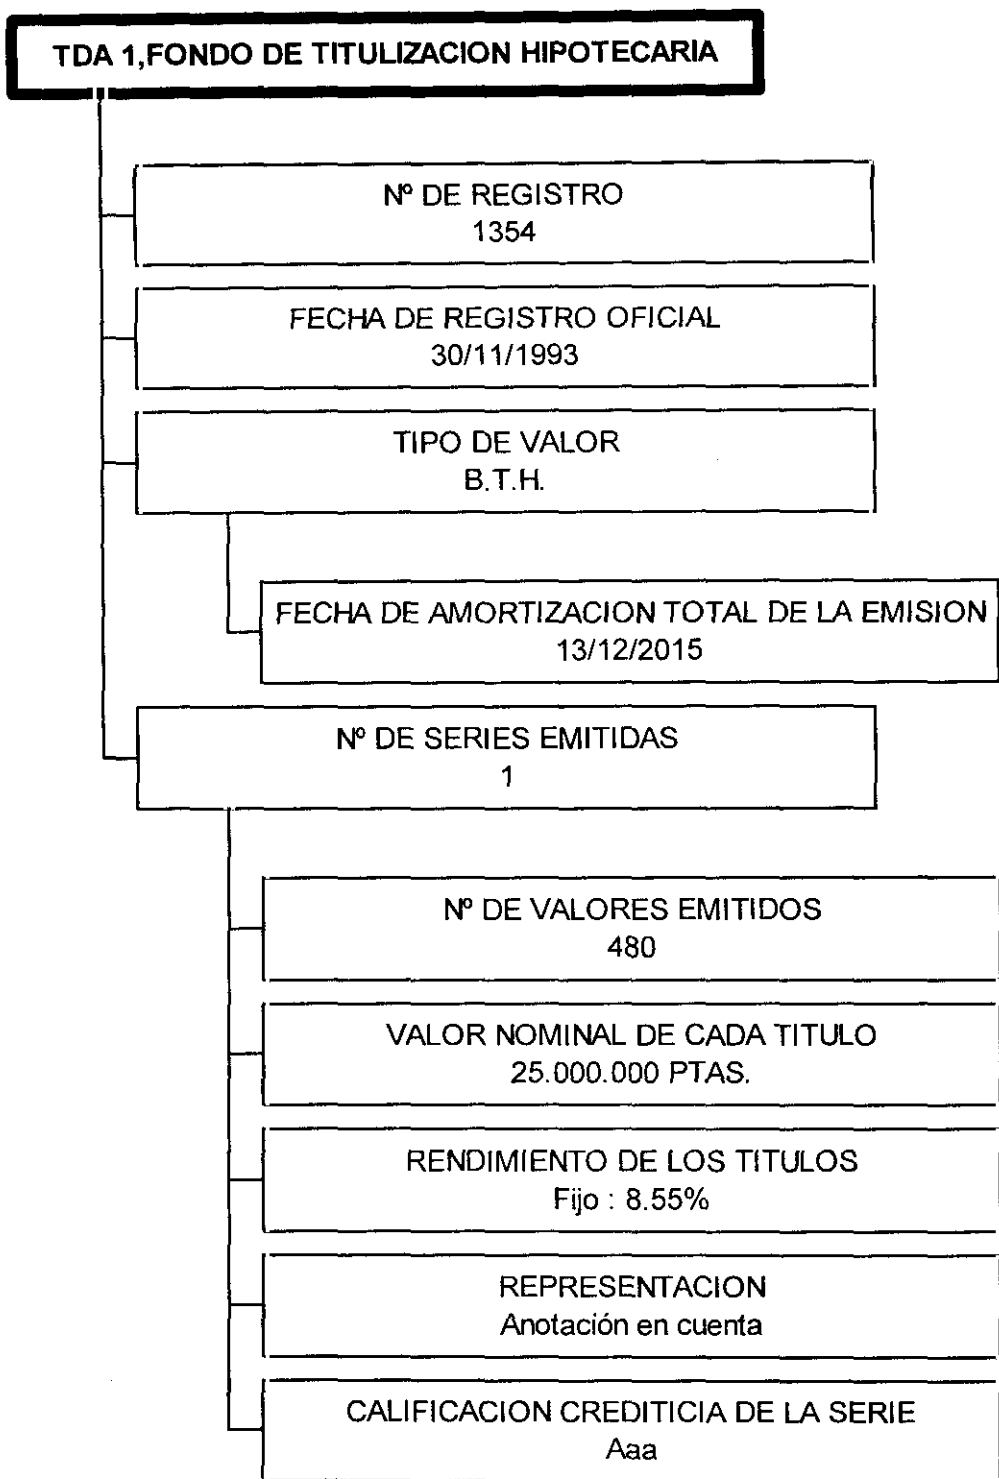 TDA 1,FONDO DE TITULIZACION HIPOTECARIA
Nº DE REGISTRO
1354
FECHA DE REGISTRO OFICIAL
30/11/1993
TIPO DE VALOR
B.T.H.
FECHA DE AMORTIZACION TOTAL DE LA EMISION
13/12/2015
Nº DE SERIES EMITIDAS
1
Nº DE VALORES EMITIDOS
480
VALOR NOMINAL DE CADA TITULO
25.000.000 PTAS.
RENDIMIENTO DE LOS TITULOS
Fijo : 8.55%
REPRESENTACION
Anotación en cuenta
CALIFICACION CREDITICIA DE LA SERIE
Aaa